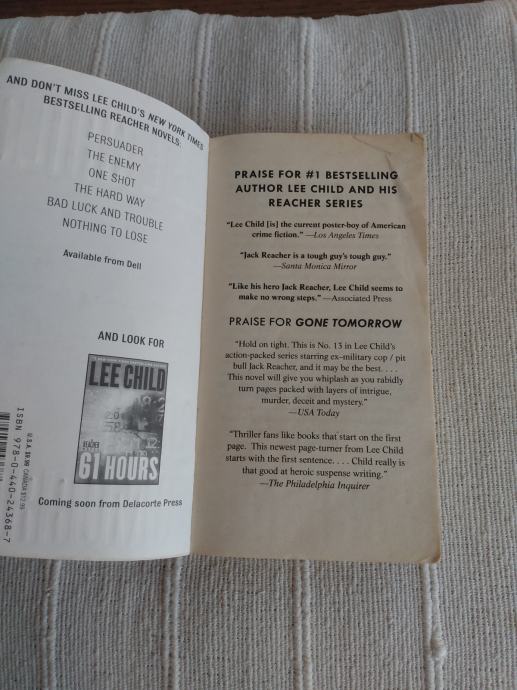 AND DON'T MISS LEE CHILD'S NEW YORK TIMES
BESTSELLING REACHER NOVELS:
PERSUADER
THE ENEMY
ONE SHOT
THE HARD WAY
BAD LUCK AND TROUBLE
NOTHING TO LOSE
Available from Dell
AND LOOK FOR
LEE CHILD
REACHER
61 HOURS
Coming soon from Delacorte Press
ISBN 978-0-440-24368-7
PRAISE FOR #1 BESTSELLING
AUTHOR LEE CHILD AND HIS
REACHER SERIES
“Lee Child [is] the current poster-boy of American
crime fiction.” —Los Angeles Times
“Jack Reacher is a tough guy's tough guy.”
—Santa Monica Mirror
“Like his hero Jack Reacher, Lee Child seems to
make no wrong steps.” —Associated Press
PRAISE FOR GONE TOMORROW
“Hold on tight. This is No. 13 in Lee Child's
action-packed series starring ex–military cop / pit
bull Jack Reacher, and it may be the best. . . .
This novel will give you whiplash as you rabidly
turn pages packed with layers of intrigue,
murder, deceit and mystery.”
—USA Today
“Thriller fans like books that start on the first
page. This newest page-turner from Lee Child
starts with the first sentence. . . . Child really is
that good at heroic suspense writing.”
—The Philadelphia Inquirer